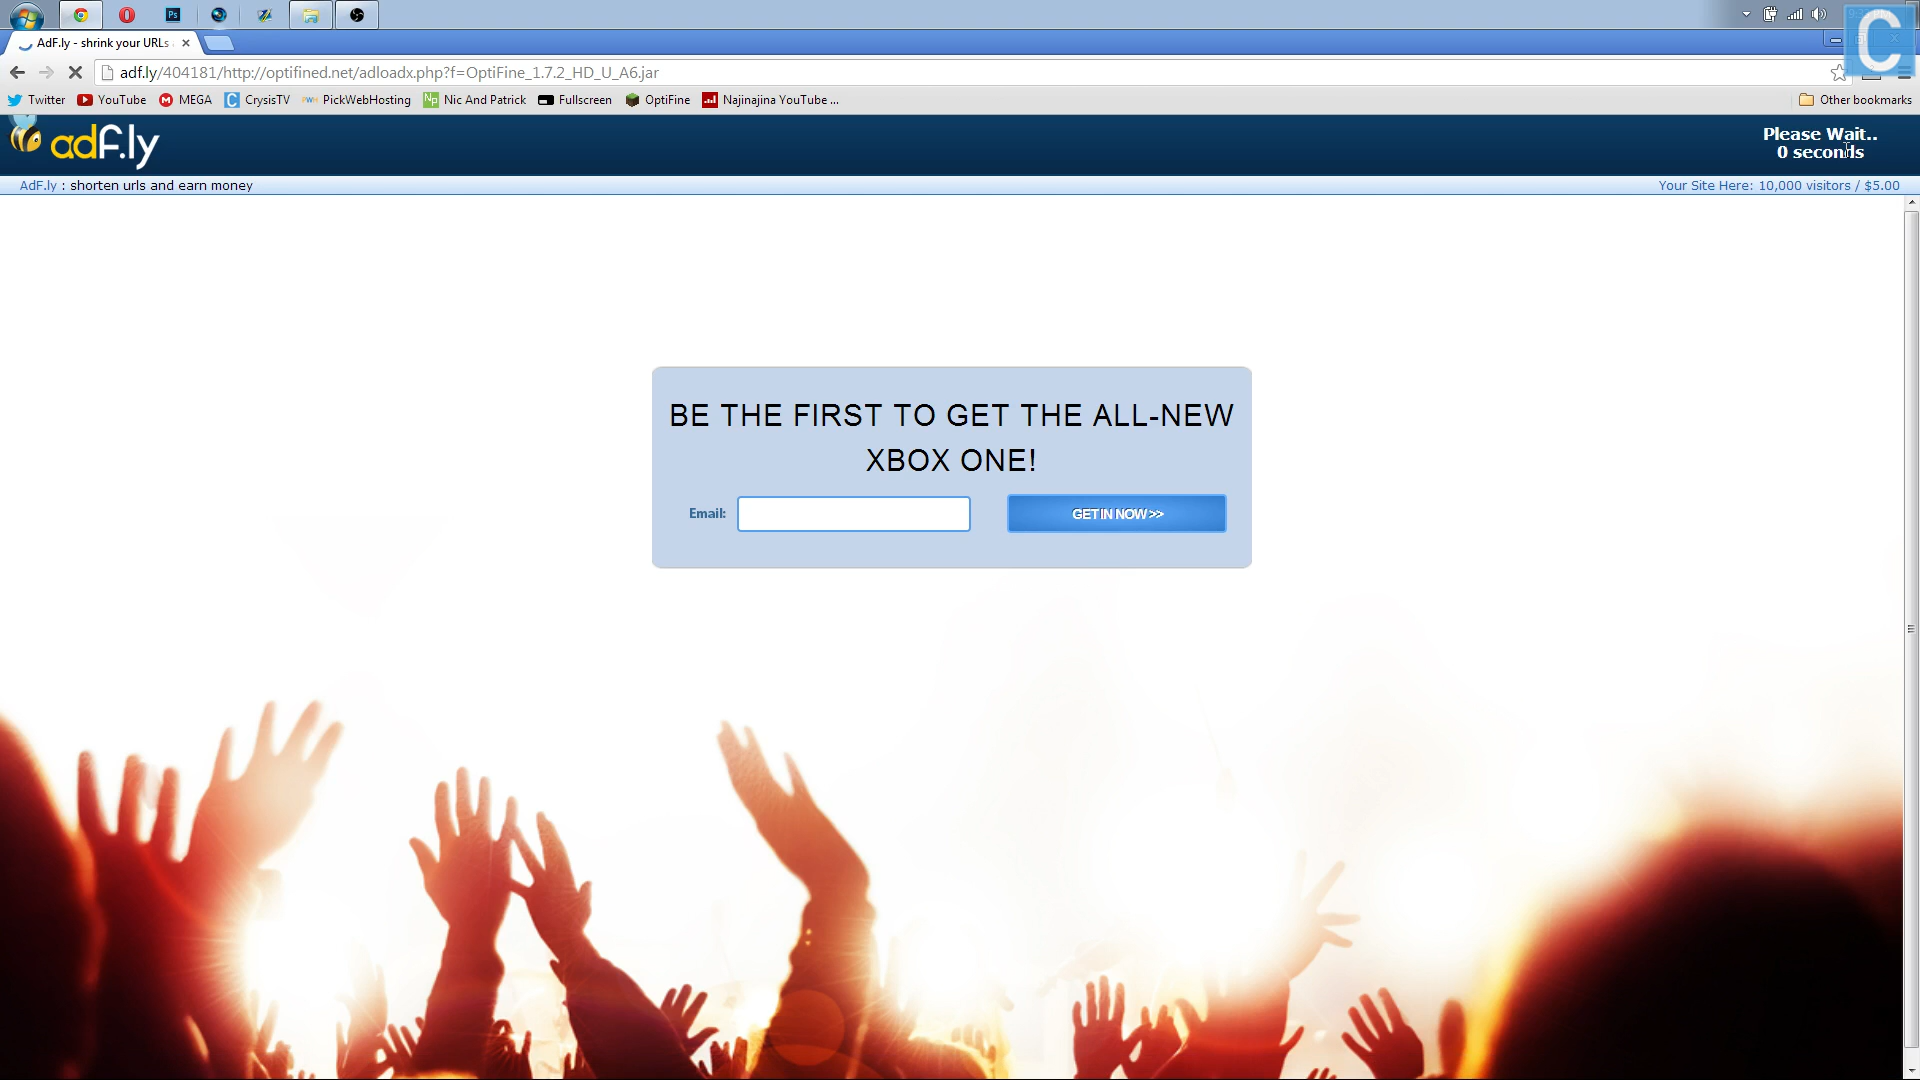 Ps
AdF.ly - shrink your URLs
adf.ly/404181/http://optifined.net/adloadx.php?f=OptiFine_1.7.2_HD_U_A6.jar
Twitter YouTube MEGA CrysisTV PickWebHosting Nic And Patrick Fullscreen OptiFine Najinajina YouTube ... Other bookmarks
adf.ly
Please Wait..
0 seconds
AdF.ly : shorten urls and earn money
Your Site Here: 10,000 visitors / $5.00
BE THE FIRST TO GET THE ALL-NEW
XBOX ONE!
Email:
GET IN NOW >>